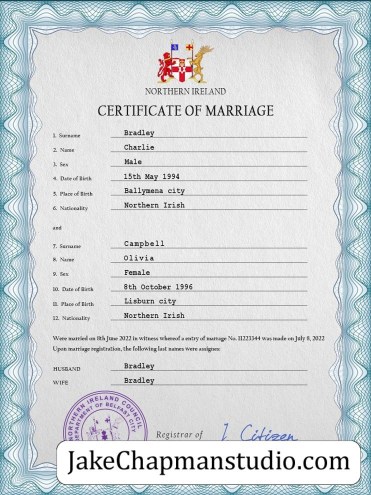 NORTHERN IRELAND
CERTIFICATE OF MARRIAGE
1. Surname Bradley
2. Name Charlie
3. Sex Male
4. Date of Birth 15th May 1994
5. Place of Birth Ballymena city
6. Nationality Northern Irish
and
7. Surname Campbell
8. Name Olivia
9. Sex Female
10. Date of Birth 8th October 1996
11. Place of Birth Lisburn city
12. Nationality Northern Irish
Were married on 8th June 2022 in witness whereof a entry of marriage No. 11223344 was made on July 8, 2022
Upon marriage registration, the following last names were assignes:
HUSBAND Bradley
WIFE Bradley
NORTHERN IRELAND COUNCIL
DEPARTMENT OF BELFAST CITY
Registrar of J Citizen
JakeChapmanstudio.com